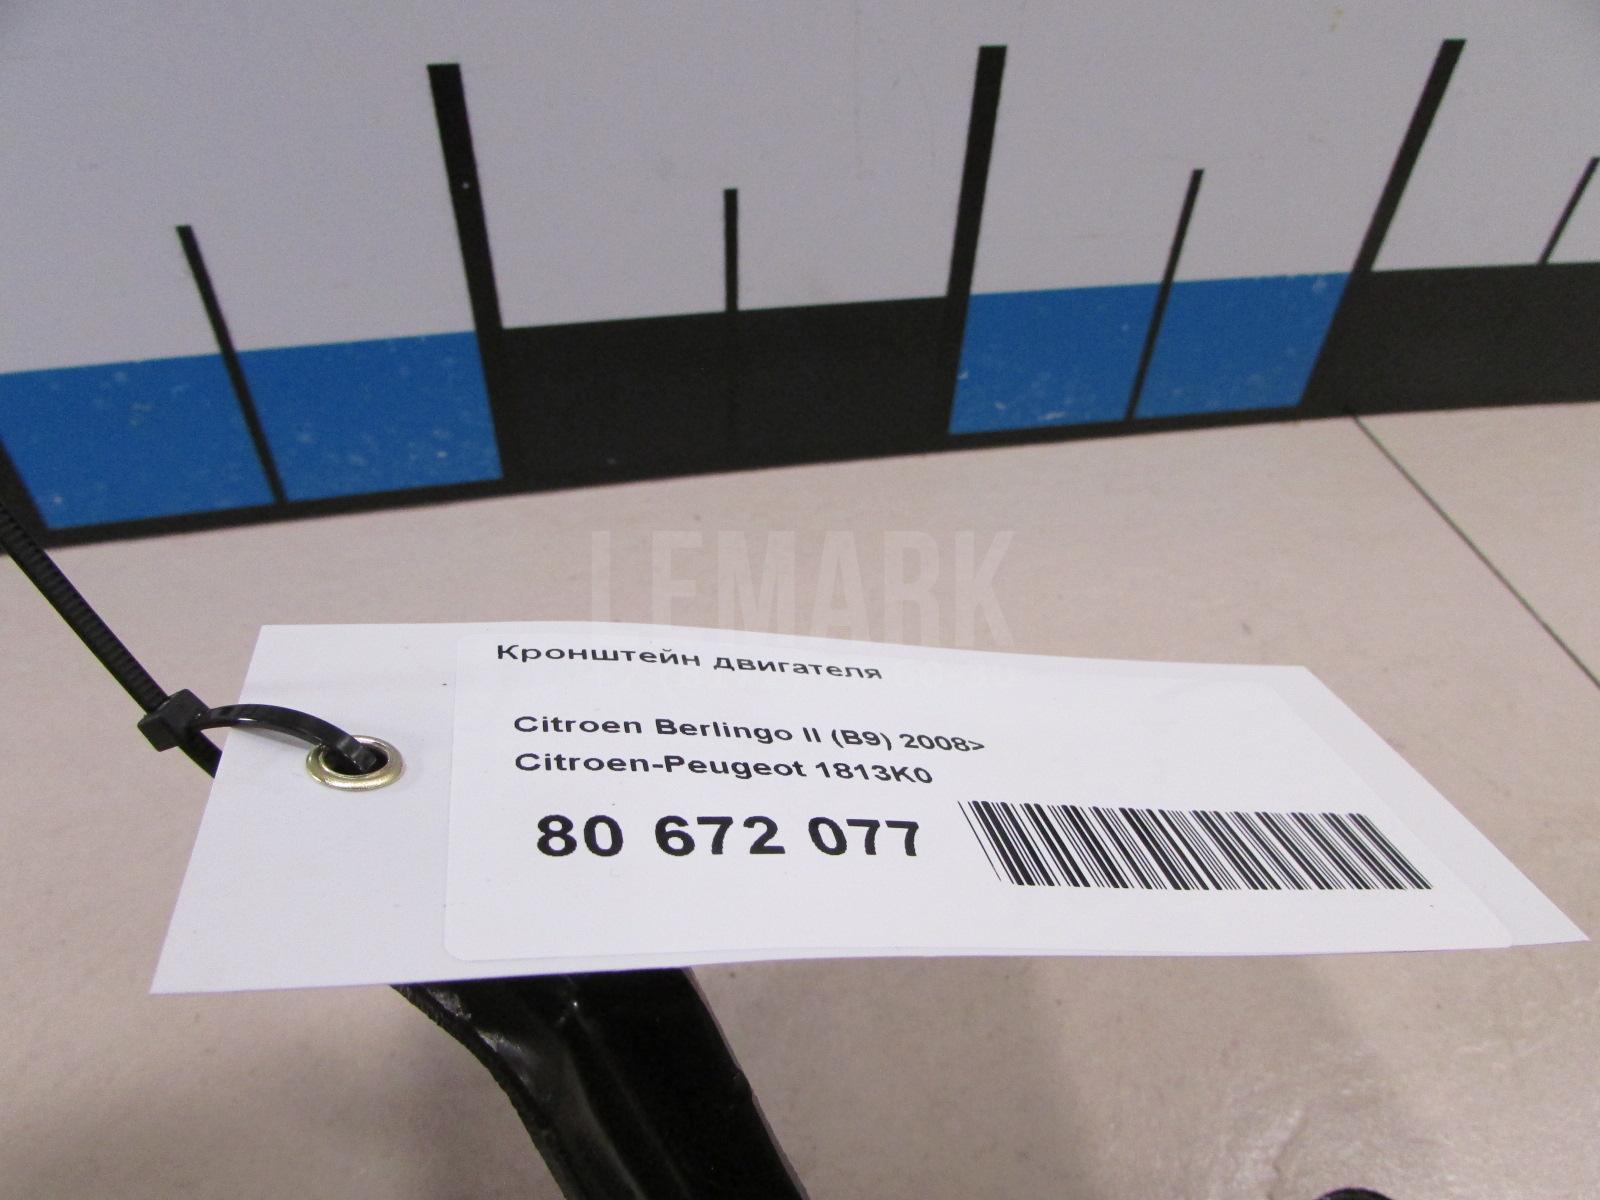 LEMARK
Кронштейн двигателя
Citroen Berlingo II (B9) 2008>
Citroen-Peugeot 1813K0
80 672 077